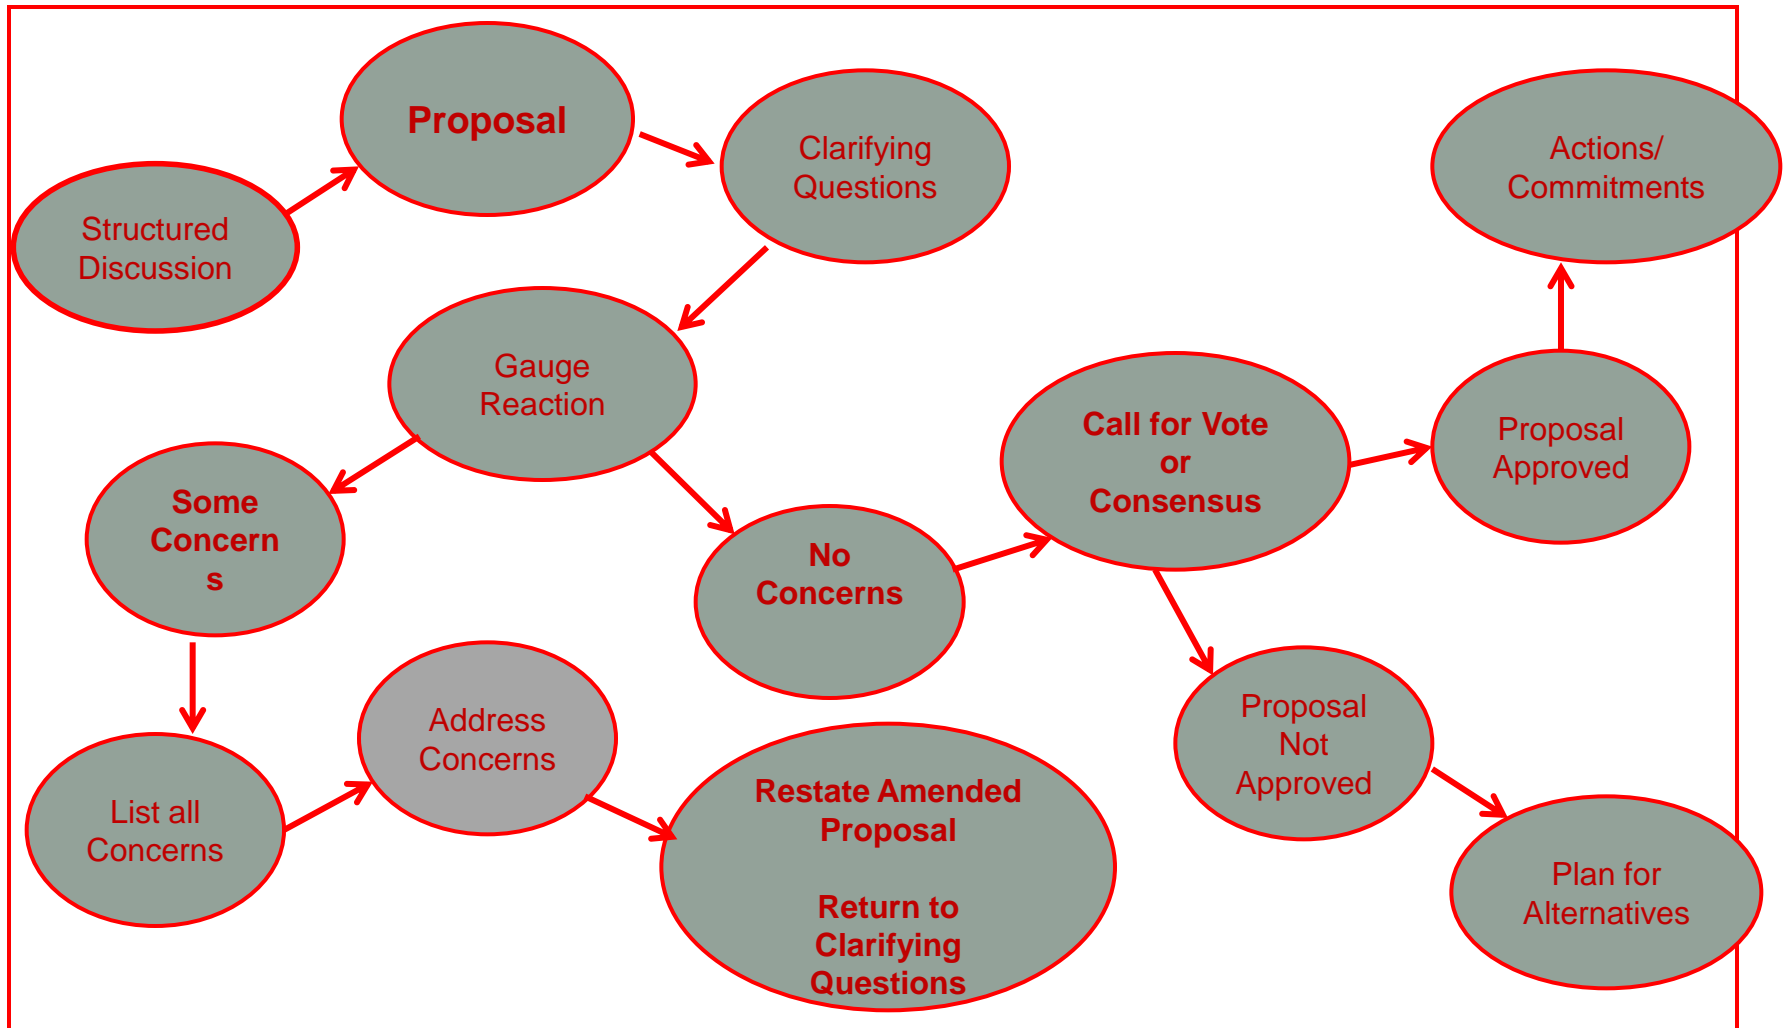 Structured
Discussion
Proposal
Clarifying
Questions
Gauge
Reaction
Some
Concern
s
List all
Concerns
Address
Concerns
Restate Amended
Proposal
Return to
Clarifying
Questions
No
Concerns
Call for Vote
or
Consensus
Proposal
Approved
Actions/
Commitments
Proposal
Not
Approved
Plan for
Alternatives